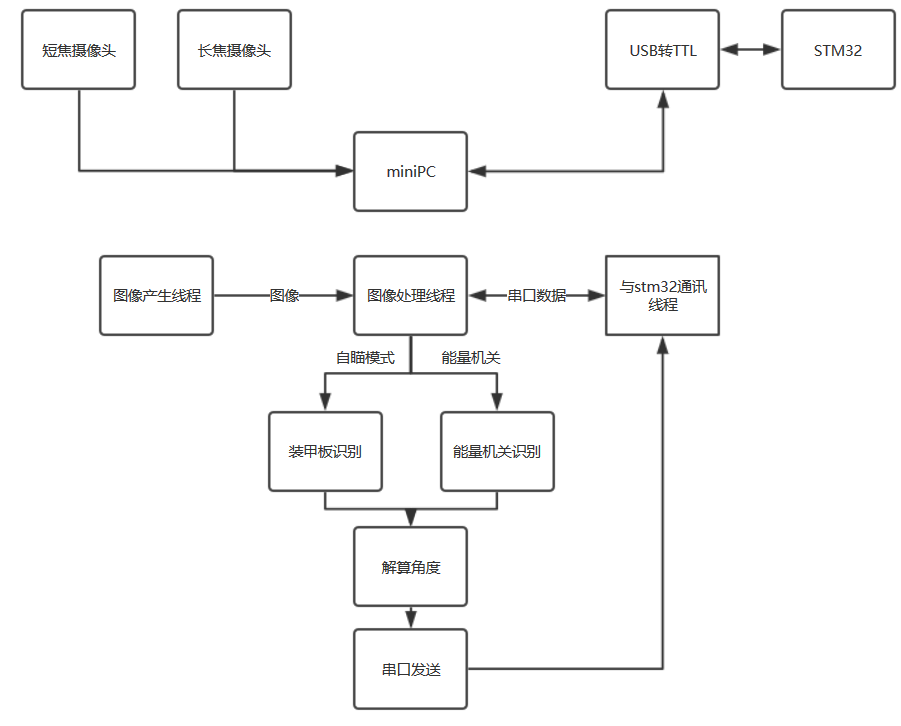 短焦摄像头
长焦摄像头
USB转TTL
STM32
miniPC
图像产生线程
图像
图像处理线程
串口数据
与stm32通讯
线程
自瞄模式
能量机关
装甲板识别
能量机关识别
解算角度
串口发送